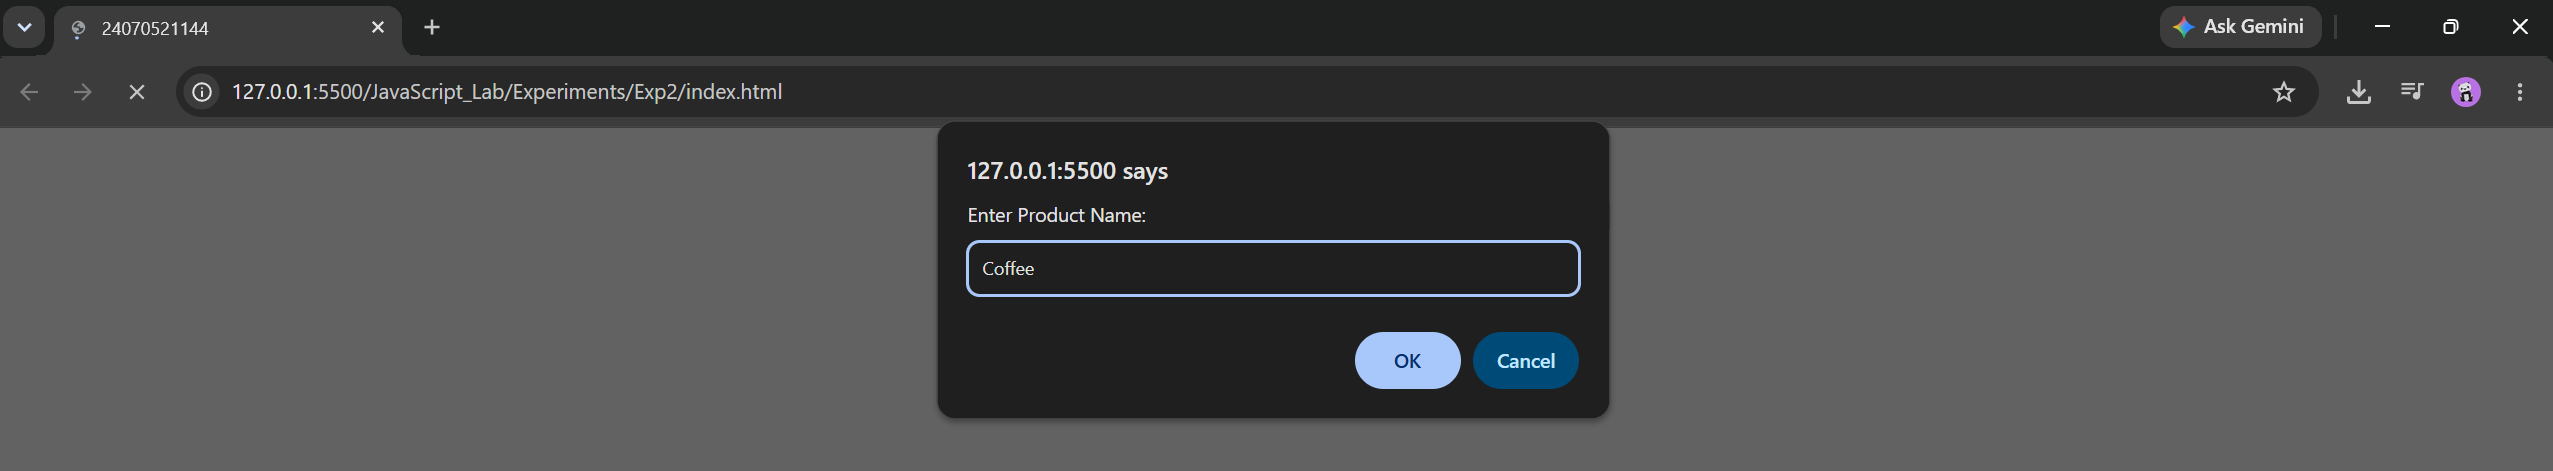 24070521144
Ask Gemini
127.0.0.1:5500/JavaScript_Lab/Experiments/Exp2/index.html
127.0.0.1:5500 says
Enter Product Name:
Coffee
OK
Cancel